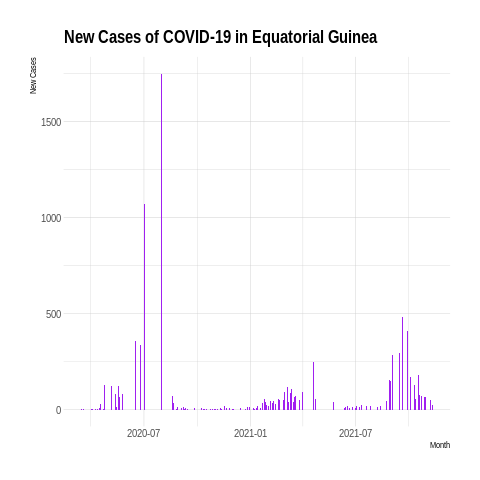 New Cases of COVID-19 in Equatorial Guinea
New Cases
1500
1000
500
0
2020-07 2021-01 2021-07
Month